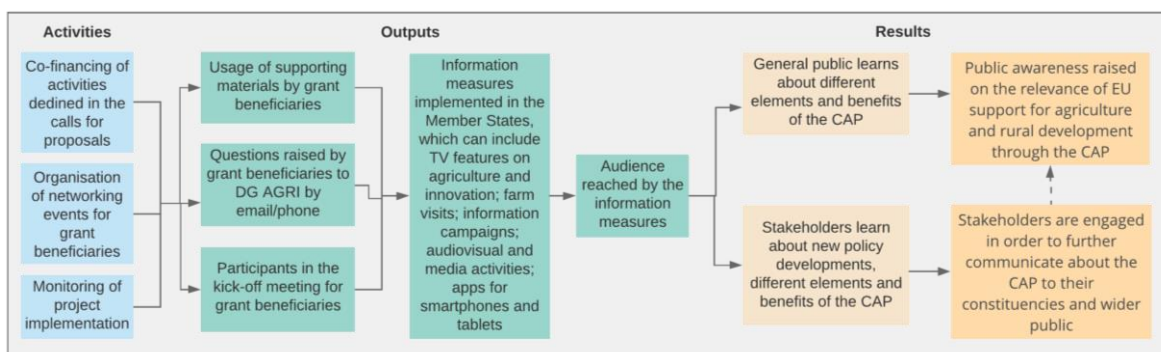 Activities
Outputs
Results
Co-financing of
activities
dedined in the
calls for
proposals
Organisation of
networking
events for
grant
beneficiaries
Monitoring of
project
implementation
Usage of supporting
materials by grant
beneficiaries
Questions raised by
grant beneficiaries to
DG AGRI by
email/phone
Participants in the
kick-off meeting for
grant beneficiaries
Information
measures
implemented in the
Member States,
which can include
TV features on
agriculture and
innovation; farm
visits; information
campaigns;
audiovisual and
media activities;
apps for
smartphones and
tablets
Audience
reached by the
information
measures
General public learns
about different
elements and benefits
of the CAP
Stakeholders learn
about new policy
developments,
different elements and
benefits of the CAP
Public awareness raised
on the relevance of EU
support for agriculture
and rural development
through the CAP
Stakeholders are engaged
in order to further
communicate about the
CAP to their
constituencies and wider
public